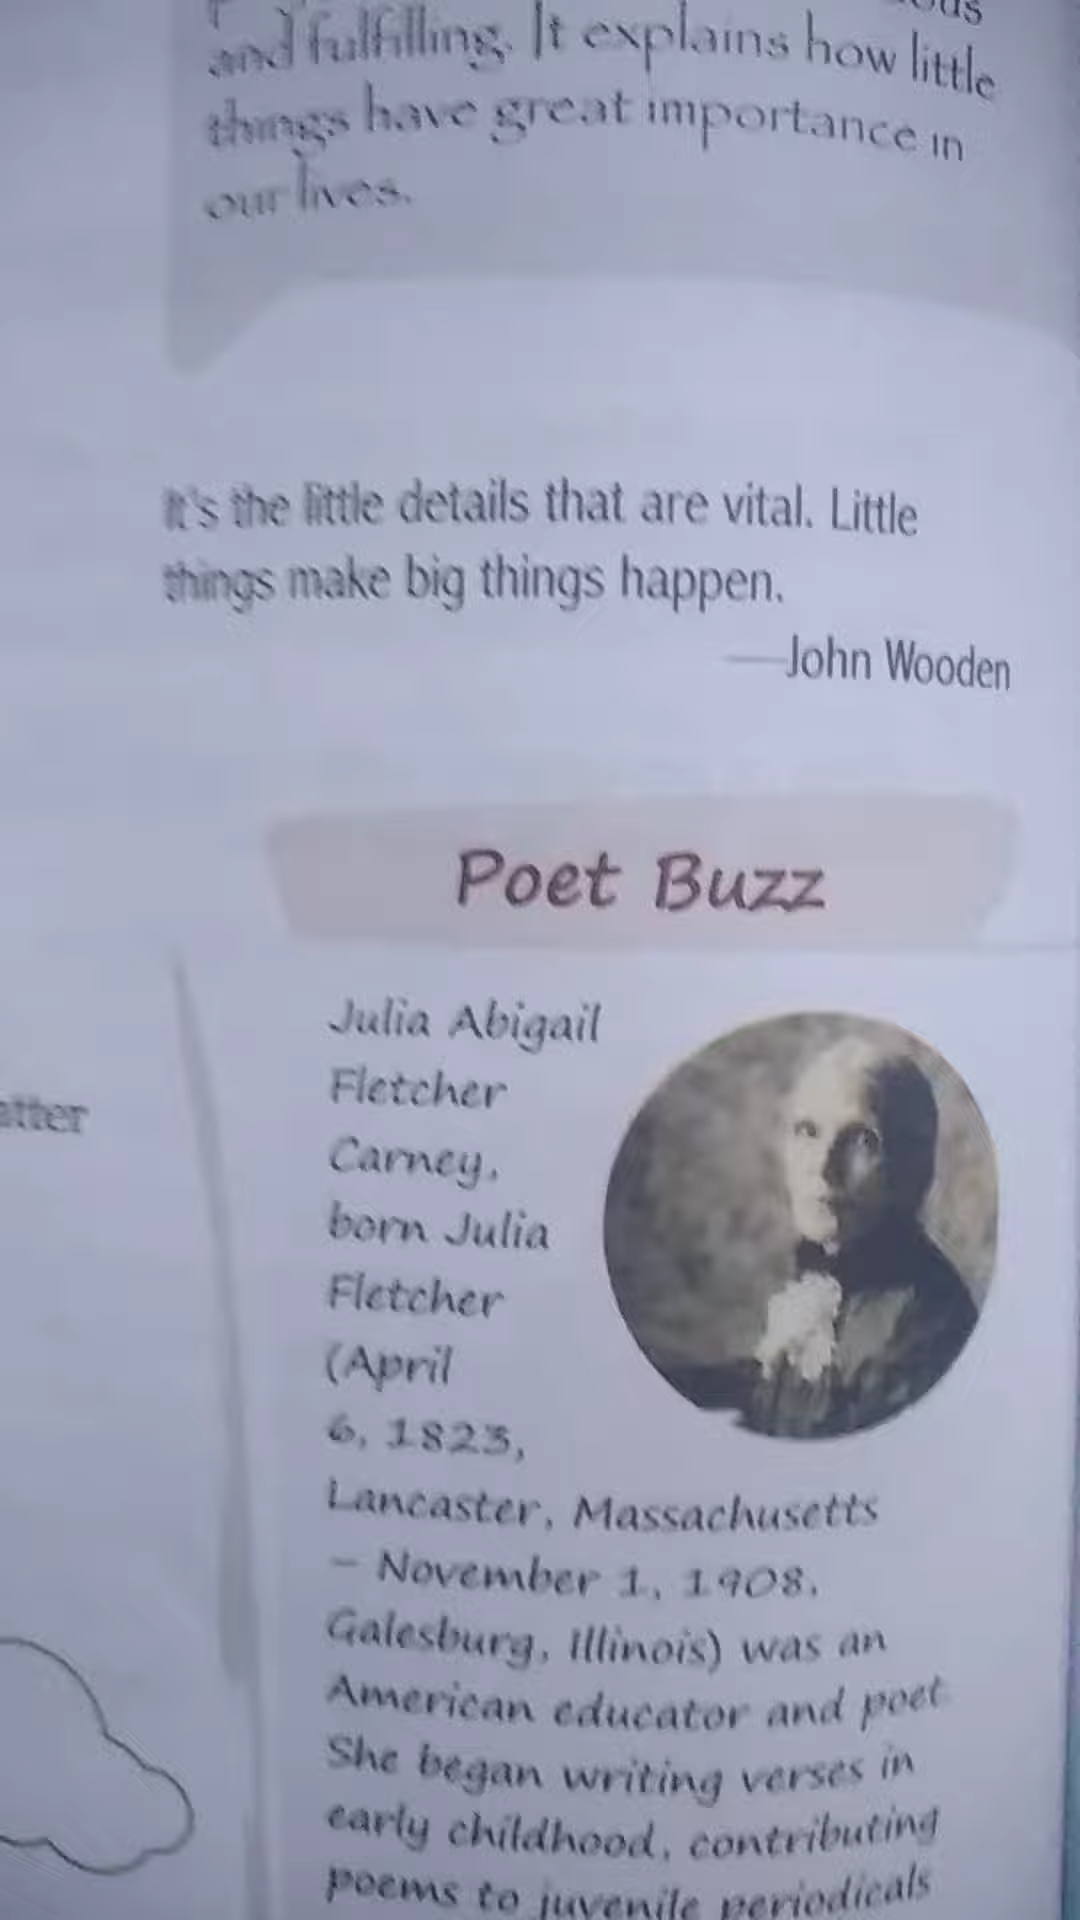 and fulfilling. It explains how little
things have great importance in
our lives.
It's the little details that are vital. Little
things make big things happen.
—John Wooden
Poet Buzz
Julia Abigail
Fletcher
Carney,
born Julia
Fletcher
(April
6, 1823,
Lancaster, Massachusetts
– November 1, 1908,
Galesburg, Illinois) was an
American educator and poet
She began writing verses in
early childhood, contributing
poems to juvenile periodicals